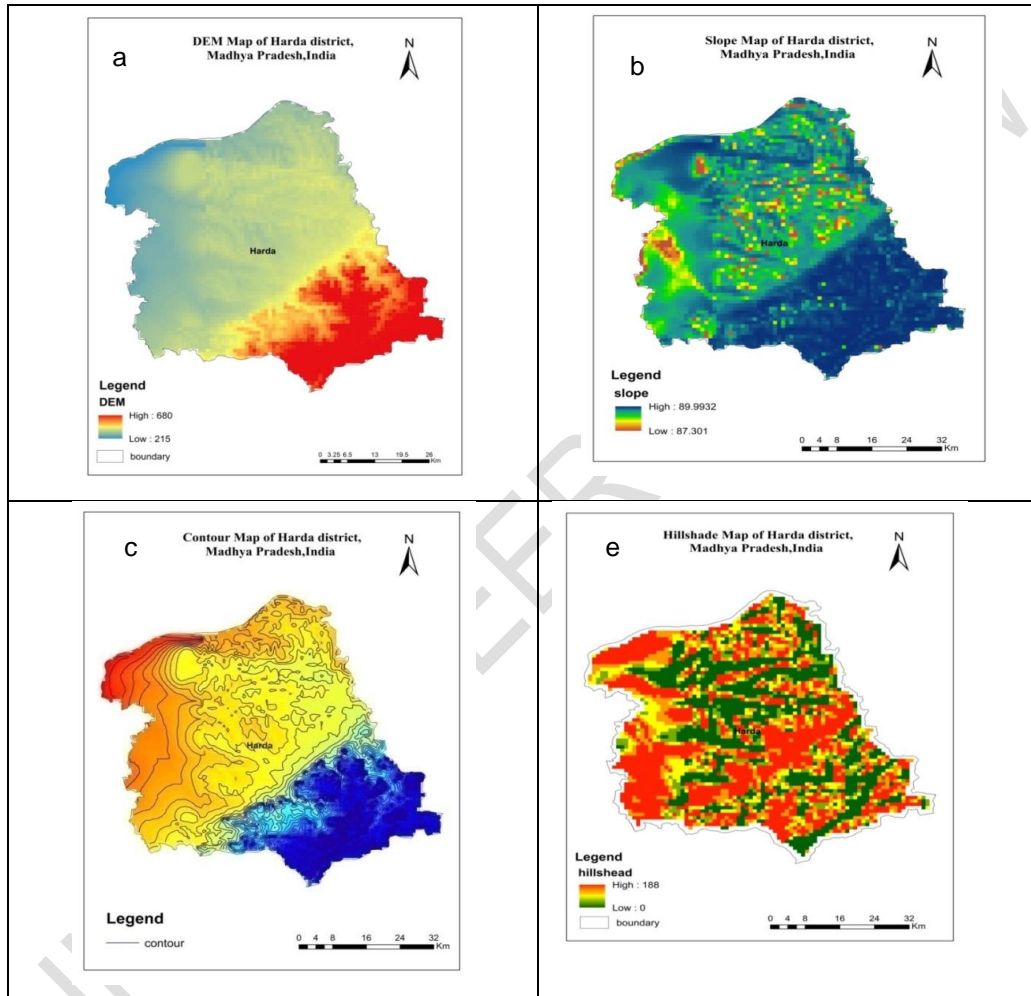 a
DEM Map of Harda district,
Madhya Pradesh,India
N
Harda
Legend
DEM
High : 680
Low : 215
boundary
0 3.25 6.5 13 19.5 26
Km
b
Slope Map of Harda district,
Madhya Pradesh,India
N
Harda
Legend
slope
High : 89.9932
Low : 87.301
0 4 8 16 24 32
Km
c
Contour Map of Harda district,
Madhya Pradesh,India
N
Harda
Legend
contour
0 4 8 16 24 32
Km
e
Hillshade Map of Harda district,
Madhya Pradesh,India
N
Harda
Legend
hillshead
High : 188
Low : 0
boundary
0 4 8 16 24 32
Km